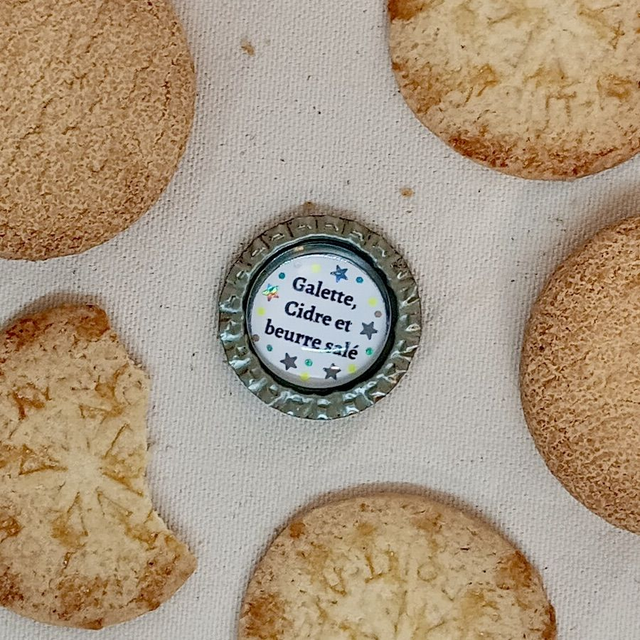 Galette,
Cidre et
beurre salé